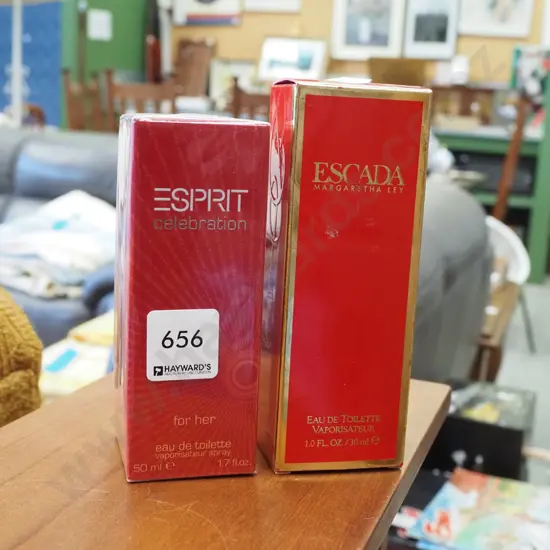 ESPRIT
celebration
656
HAYWARD'S
for her
eau de toilette
vaporisateur spray
50 ml e 1.7 fl.oz.
ESCADA
MARGARETHA LEY
EAU DE TOILETTE
VAPORISATEUR
1.0 FL. OZ. / 30 ml e